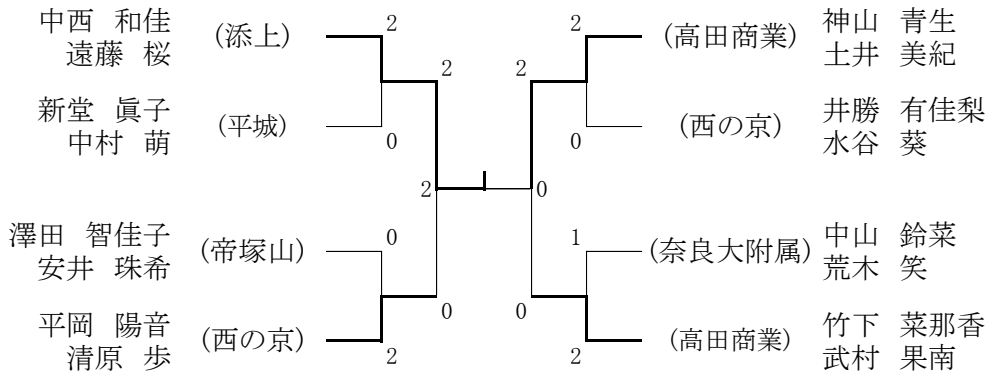 中西 和佳
遠藤 桜
(添上)
2
新堂 眞子
中村 萌
(平城)
0
2
澤田 智佳子
安井 珠希
(帝塚山)
0
平岡 陽音
清原 歩
(西の京)
2
0
2
0
神山 青生
土井 美紀
(高田商業)
2
井勝 有佳梨
水谷 葵
(西の京)
0
2
中山 鈴菜
荒木 笑
(奈良大附属)
1
竹下 菜那香
武村 果南
(高田商業)
2
0